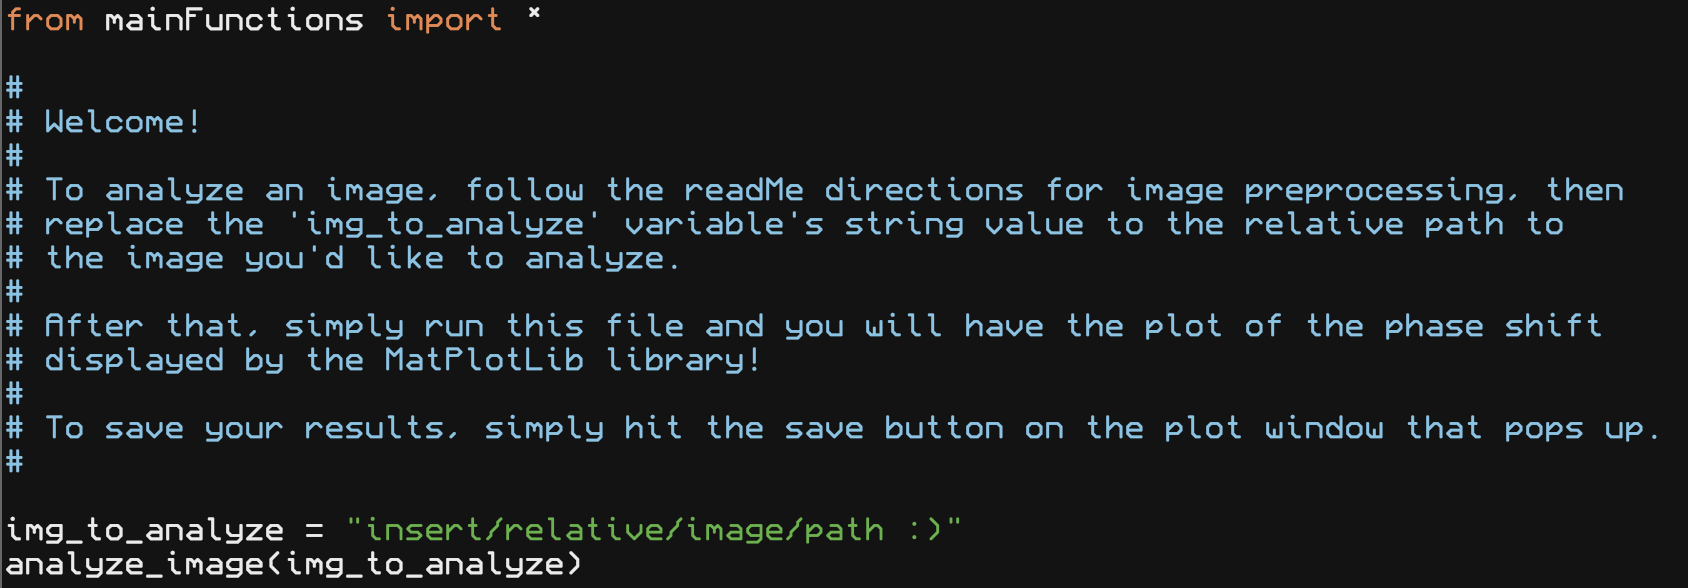 from mainFunctions import *
#
# Welcome!
#
# To analyze an image, follow the readMe directions for image preprocessing, then
# replace the 'img_to_analyze' variable's string value to the relative path to
# the image you'd like to analyze.
#
# After that, simply run this file and you will have the plot of the phase shift
# displayed by the MatPlotLib library!
#
# To save your results, simply hit the save button on the plot window that pops up.
#
img_to_analyze = "insert/relative/image/path :)"
analyze_image(img_to_analyze)